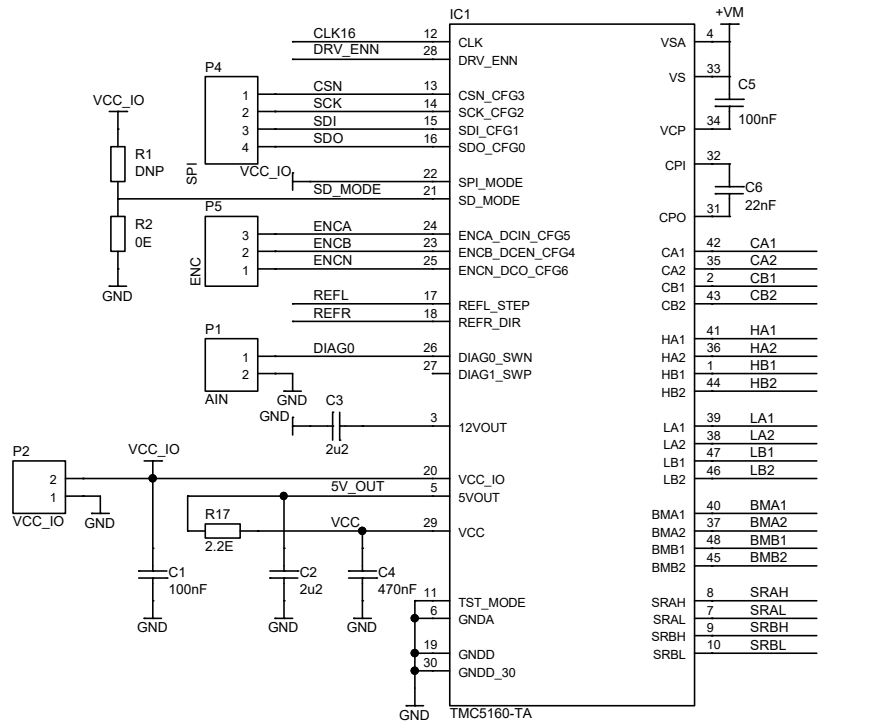 IC1
+VM
CLK16 12 CLK VSA 4
DRV_ENN 28 DRV_ENN
VS 33
C5
100nF
VCP 34
P4
1 CSN 13 CSN_CFG3
2 SCK 14 SCK_CFG2
3 SDI 15 SDI_CFG1
4 SDO 16 SDO_CFG0
SPI
VCC_IO
R1
DNP
CPI 32
C6
22nF
CPO 31
VCC_IO 22 SPI_MODE
SD_MODE 21 SD_MODE
R2
0E
GND
P5
3 ENCA 24 ENCA_DCIN_CFG5
2 ENCB 23 ENCB_DCEN_CFG4
1 ENCN 25 ENCN_DCO_CFG6
ENC
CA1 42 CA1
CA2 35 CA2
CB1 2 CB1
CB2 43 CB2
REFL 17 REFL_STEP
REFR 18 REFR_DIR
HA1 41 HA1
HA2 36 HA2
HB1 1 HB1
HB2 44 HB2
P1
1 DIAG0 26 DIAG0_SWN
2 27 DIAG1_SWP
AIN
GND
GND
C3
2u2
3 12VOUT
LA1 39 LA1
LA2 38 LA2
LB1 47 LB1
LB2 46 LB2
P2
2
1
VCC_IO
GND
VCC_IO
20 VCC_IO
5V_OUT 5 5VOUT
R17
2.2E
VCC 29 VCC
BMA1 40 BMA1
BMA2 37 BMA2
BMB1 48 BMB1
BMB2 45 BMB2
C1
100nF
GND
C2
2u2
GND
C4
470nF
GND
11 TST_MODE
6 GNDA
19 GNDD
30 GNDD_30
GND
SRAH 8 SRAH
SRAL 7 SRAL
SRBH 9 SRBH
SRBL 10 SRBL
TMC5160-TA